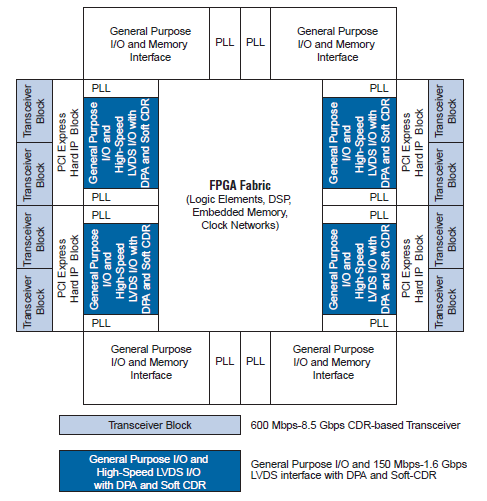 General Purpose
I/O and Memory
Interface
PLL
PLL
General Purpose
I/O and Memory
Interface
Transceiver
Block
Transceiver
Block
PCI Express
Hard IP Block
PLL
General Purpose
I/O and
High-Speed
LVDS I/O with
DPA and Soft CDR
PLL
Transceiver
Block
Transceiver
Block
PCI Express
Hard IP Block
PLL
General Purpose
I/O and
High-Speed
LVDS I/O with
DPA and Soft CDR
PLL
FPGA Fabric
(Logic Elements, DSP,
Embedded Memory,
Clock Networks)
PLL
General Purpose
I/O and
High-Speed
LVDS I/O with
DPA and Soft CDR
PLL
PCI Express
Hard IP Block
Transceiver
Block
Transceiver
Block
PLL
General Purpose
I/O and
High-Speed
LVDS I/O with
DPA and Soft CDR
PLL
PCI Express
Hard IP Block
Transceiver
Block
Transceiver
Block
General Purpose
I/O and Memory
Interface
PLL
PLL
General Purpose
I/O and Memory
Interface
Transceiver Block
600 Mbps-8.5 Gbps CDR-based Transceiver
General Purpose I/O and
High-Speed LVDS I/O
with DPA and Soft CDR
General Purpose I/O and 150 Mbps-1.6 Gbps
LVDS interface with DPA and Soft-CDR